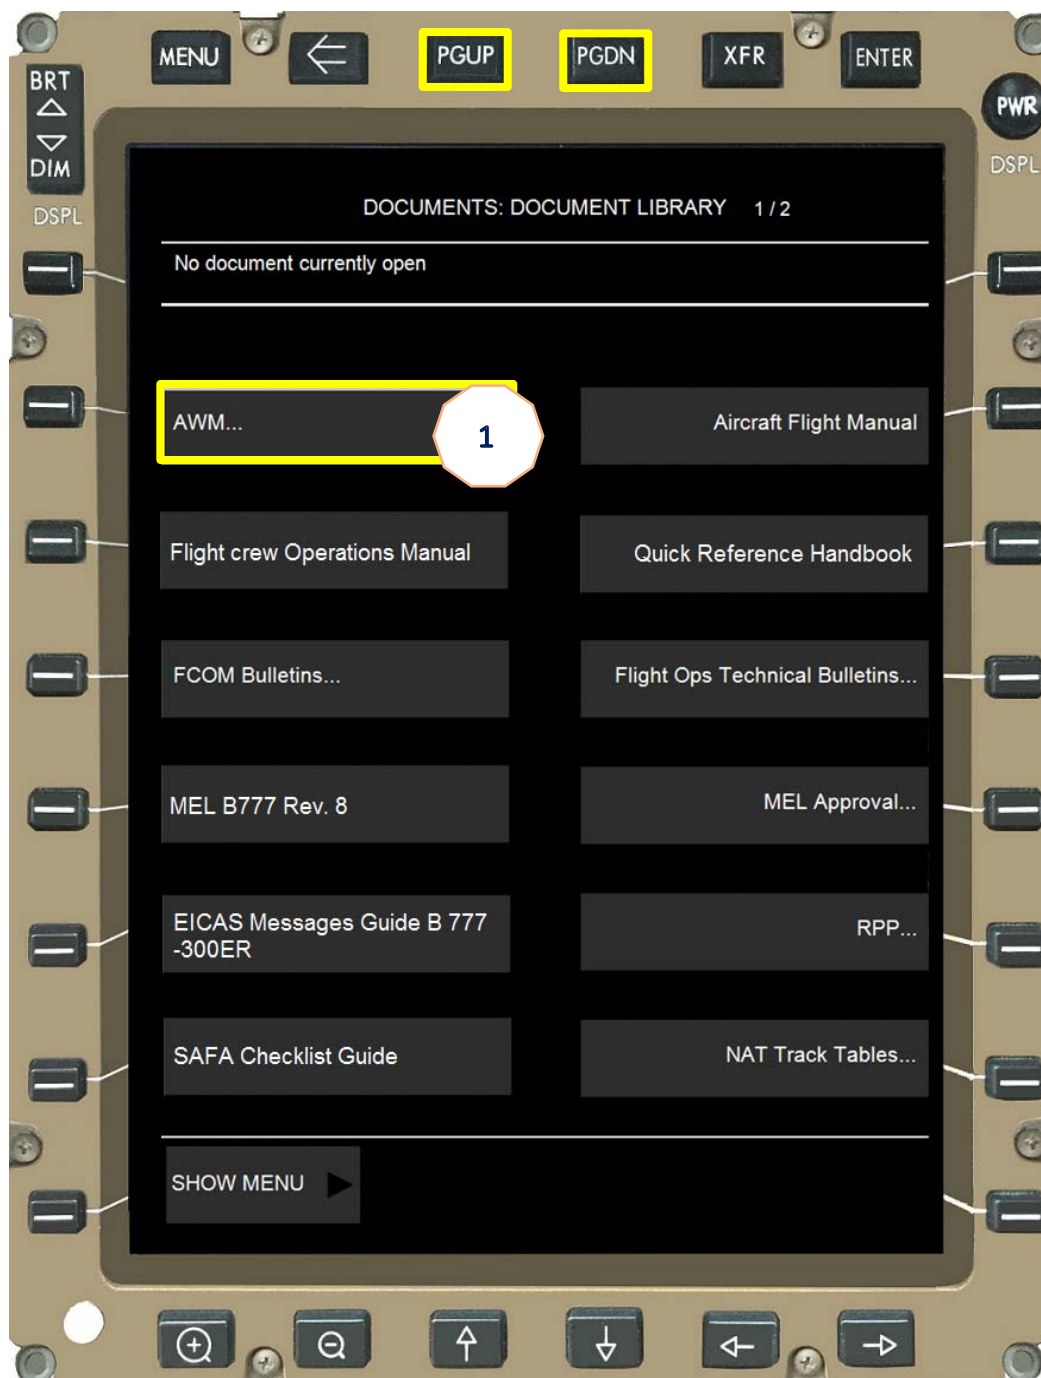 MENU
PGUP
PGDN
XFR
ENTER
BRT
DIM
DSPL
PWR
DSPL
DOCUMENTS: DOCUMENT LIBRARY 1 / 2
No document currently open
AWM...
1
Aircraft Flight Manual
Flight crew Operations Manual
Quick Reference Handbook
FCOM Bulletins...
Flight Ops Technical Bulletins...
MEL B777 Rev. 8
MEL Approval...
EICAS Messages Guide B 777
-300ER
RPP...
SAFA Checklist Guide
NAT Track Tables...
SHOW MENU